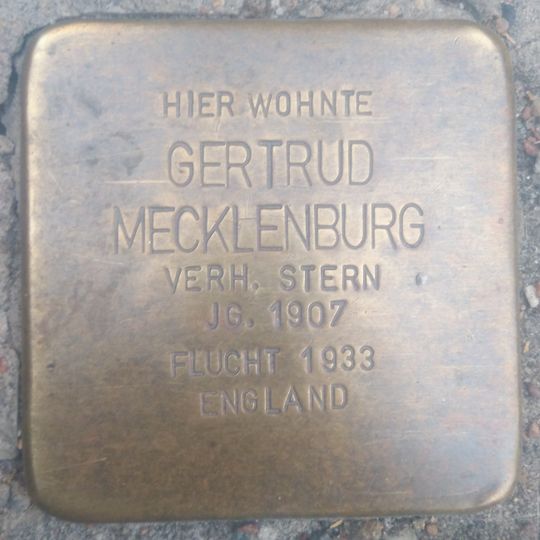 HIER WOHNTE
GERTRUD
MECKLENBURG
VERH. STERN
JG. 1907
FLUCHT 1933
ENGLAND